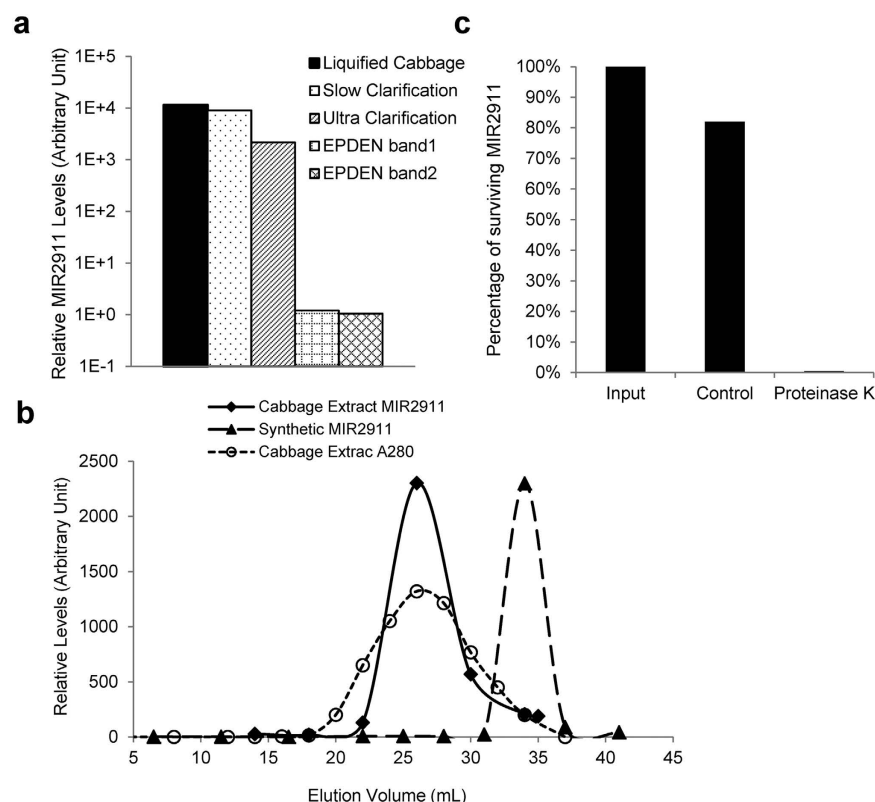 a
Relative MIR2911 Levels (Arbitrary Unit)
1E+5
1E+4
1E+3
1E+2
1E+1
1E+0
1E-1
Liquified Cabbage
Slow Clarification
Ultra Clarification
EPDEN band1
EPDEN band2
c
Percentage of surviving MIR2911
100%
90%
80%
70%
60%
50%
40%
30%
20%
10%
0%
Input Control Proteinase K
b
Cabbage Extract MIR2911
Synthetic MIR2911
Cabbage Extrac A280
Relative Levels (Arbitrary Unit)
2500
2000
1500
1000
500
0
5 10 15 20 25 30 35 40 45
Elution Volume (mL)